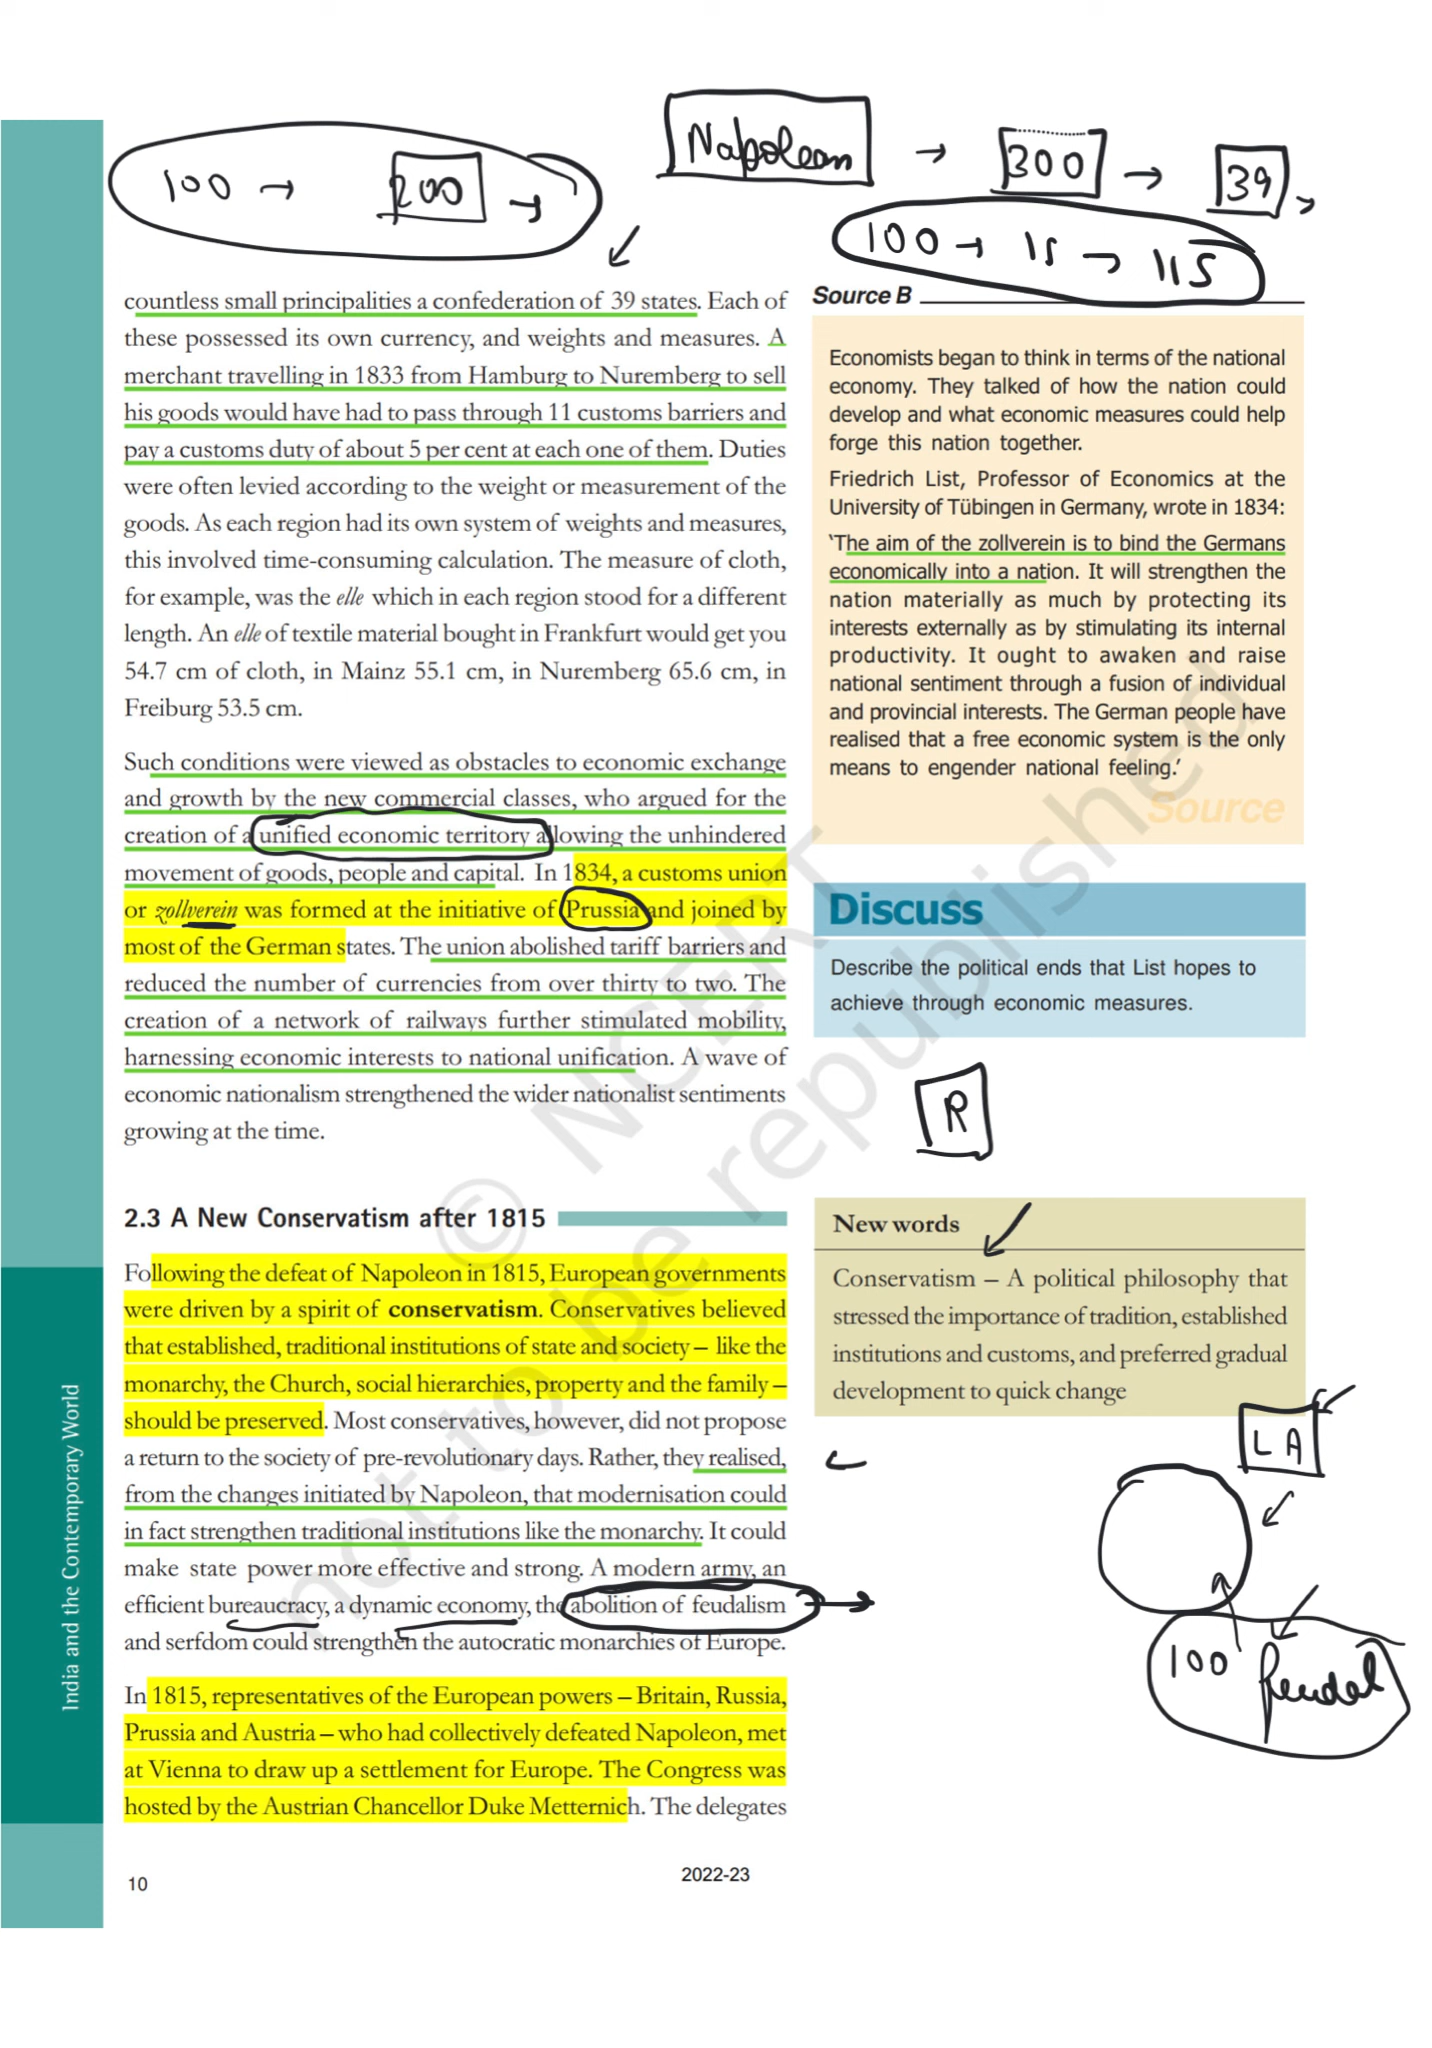 Napoleon → 300 → 39 →
100 → 200 →
100 → 15 → 115
countless small principalities a confederation of 39 states. Each of
these possessed its own currency, and weights and measures. A
merchant travelling in 1833 from Hamburg to Nuremberg to sell
his goods would have had to pass through 11 customs barriers and
pay a customs duty of about 5 per cent at each one of them. Duties
were often levied according to the weight or measurement of the
goods. As each region had its own system of weights and measures,
this involved time-consuming calculation. The measure of cloth,
for example, was the elle which in each region stood for a different
length. An elle of textile material bought in Frankfurt would get you
54.7 cm of cloth, in Mainz 55.1 cm, in Nuremberg 65.6 cm, in
Freiburg 53.5 cm.
Such conditions were viewed as obstacles to economic exchange
and growth by the new commercial classes, who argued for the
creation of a unified economic territory allowing the unhindered
movement of goods, people and capital. In 1834, a customs union
or zollverein was formed at the initiative of Prussia and joined by
most of the German states. The union abolished tariff barriers and
reduced the number of currencies from over thirty to two. The
creation of a network of railways further stimulated mobility,
harnessing economic interests to national unification. A wave of
economic nationalism strengthened the wider nationalist sentiments
growing at the time.
2.3 A New Conservatism after 1815
Following the defeat of Napoleon in 1815, European governments
were driven by a spirit of conservatism. Conservatives believed
that established, traditional institutions of state and society – like the
monarchy, the Church, social hierarchies, property and the family –
should be preserved. Most conservatives, however, did not propose
a return to the society of pre-revolutionary days. Rather, they realised,
from the changes initiated by Napoleon, that modernisation could
in fact strengthen traditional institutions like the monarchy. It could
make state power more effective and strong. A modern army, an
efficient bureaucracy, a dynamic economy, the abolition of feudalism
and serfdom could strengthen the autocratic monarchies of Europe.
In 1815, representatives of the European powers – Britain, Russia,
Prussia and Austria – who had collectively defeated Napoleon, met
at Vienna to draw up a settlement for Europe. The Congress was
hosted by the Austrian Chancellor Duke Metternich. The delegates
Source B
Economists began to think in terms of the national
economy. They talked of how the nation could
develop and what economic measures could help
forge this nation together.
Friedrich List, Professor of Economics at the
University of Tübingen in Germany, wrote in 1834:
‘The aim of the zollverein is to bind the Germans
economically into a nation. It will strengthen the
nation materially as much by protecting its
interests externally as by stimulating its internal
productivity. It ought to awaken and raise
national sentiment through a fusion of individual
and provincial interests. The German people have
realised that a free economic system is the only
means to engender national feeling.’
Source
Discuss
Describe the political ends that List hopes to
achieve through economic measures.
R
New words
Conservatism – A political philosophy that
stressed the importance of tradition, established
institutions and customs, and preferred gradual
development to quick change
LA
100 feudal
India and the Contemporary World
10
2022-23
© NCERT
not to be republished